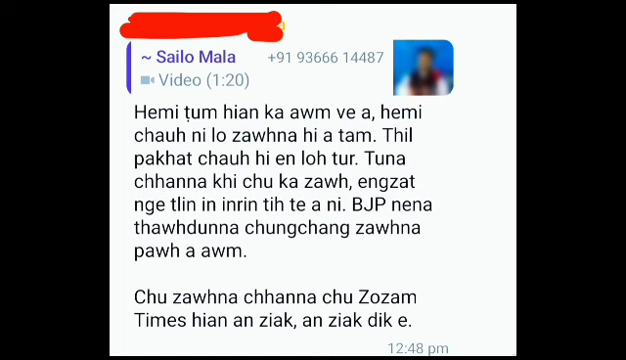 ~ Sailo Mala +91 93666 14487
Video (1:20)
Hemi ṭum hian ka awm ve a, hemi
chauh ni lo zawhna hi a tam. Thil
pakhat chauh hi en loh tur. Tuna
chhanna khi chu ka zawh, engzat
nge tlin in inrin tih te a ni. BJP nena
thawhdunna chungchang zawhna
pawh a awm.
Chu zawhna chhanna chu Zozam
Times hian an ziak, an ziak dik e.
12:48 pm